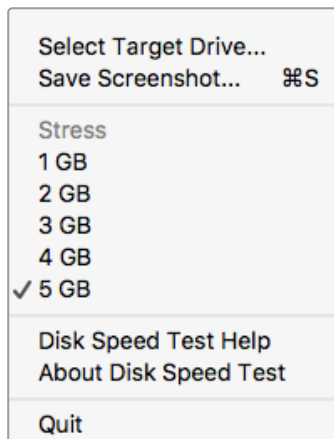 Select Target Drive...
Save Screenshot... ⌘S
Stress
1 GB
2 GB
3 GB
4 GB
✓ 5 GB
Disk Speed Test Help
About Disk Speed Test
Quit